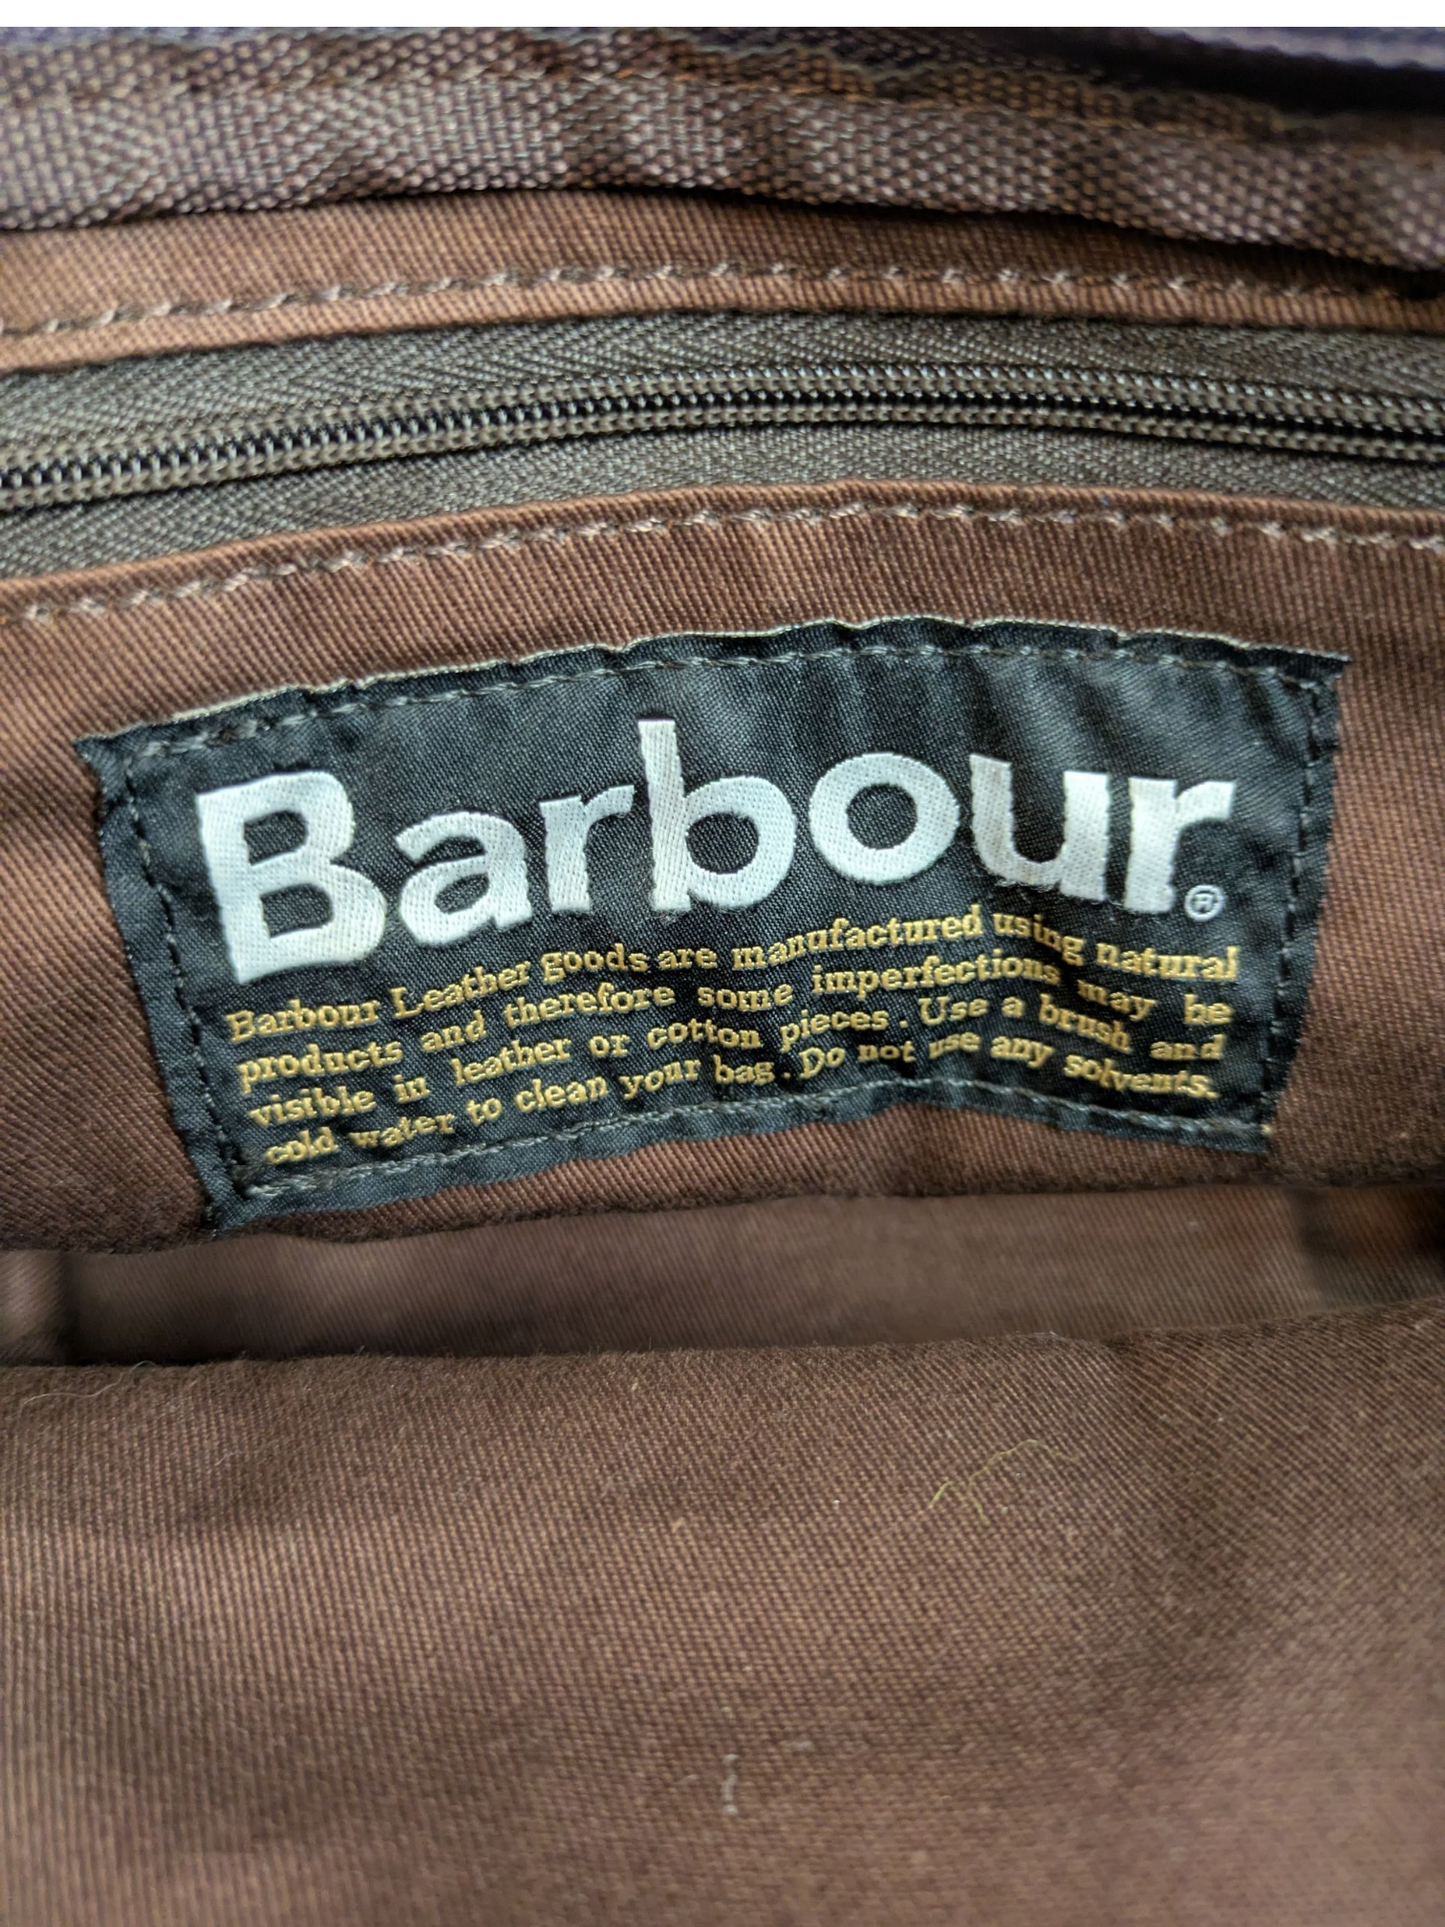 Barbour®
Barbour Leather goods are manufactured using natural
products and therefore some imperfections may be
visible in leather or cotton pieces. Use a brush and
cold water to clean your bag. Do not use any solvents.